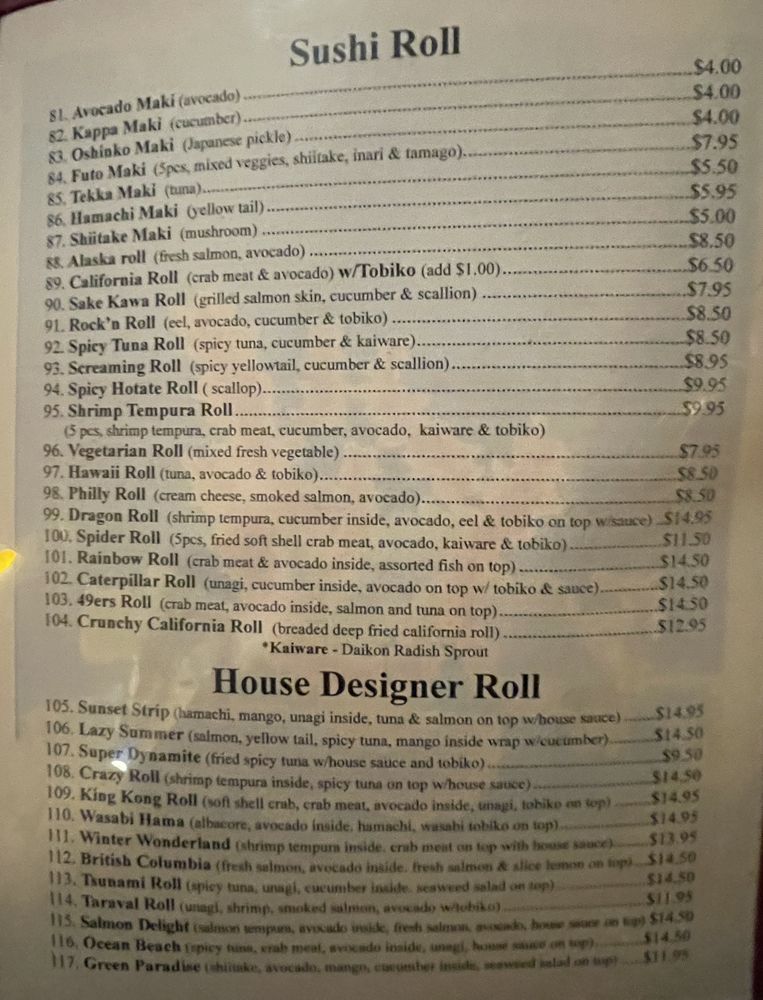 Sushi Roll
81. Avocado Maki (avocado) $4.00
82. Kappa Maki (cucumber) $4.00
83. Oshinko Maki (Japanese pickle) $4.00
84. Futo Maki (5pcs, mixed veggies, shiitake, inari & tamago) $7.95
85. Tekka Maki (tuna) $5.50
86. Hamachi Maki (yellow tail) $5.95
87. Shiitake Maki (mushroom) $5.00
88. Alaska roll (fresh salmon, avocado) $8.50
89. California Roll (crab meat & avocado) w/Tobiko (add $1.00) $6.50
90. Sake Kawa Roll (grilled salmon skin, cucumber & scallion) $7.95
91. Rock'n Roll (eel, avocado, cucumber & tobiko) $8.50
92. Spicy Tuna Roll (spicy tuna, cucumber & kaiware) $8.50
93. Screaming Roll (spicy yellowtail, cucumber & scallion) $8.95
94. Spicy Hotate Roll ( scallop) $9.95
95. Shrimp Tempura Roll $9.95
(5 pcs, shrimp tempura, crab meat, cucumber, avocado, kaiware & tobiko)
96. Vegetarian Roll (mixed fresh vegetable) $7.95
97. Hawaii Roll (tuna, avocado & tobiko) $8.50
98. Philly Roll (cream cheese, smoked salmon, avocado) $8.50
99. Dragon Roll (shrimp tempura, cucumber inside, avocado, eel & tobiko on top w/sauce) $14.95
100. Spider Roll (5pcs, fried soft shell crab meat, avocado, kaiware & tobiko) $11.50
101. Rainbow Roll (crab meat & avocado inside, assorted fish on top) $14.50
102. Caterpillar Roll (unagi, cucumber inside, avocado on top w/ tobiko & sauce) $14.50
103. 49ers Roll (crab meat, avocado inside, salmon and tuna on top) $14.50
104. Crunchy California Roll (breaded deep fried california roll) $12.95
*Kaiware - Daikon Radish Sprout
House Designer Roll
105. Sunset Strip (hamachi, mango, unagi inside, tuna & salmon on top w/house sauce) $14.95
106. Lazy Summer (salmon, yellow tail, spicy tuna, mango inside wrap w/cucumber) $14.50
107. Super Dynamite (fried spicy tuna w/house sauce and tobiko) $9.50
108. Crazy Roll (shrimp tempura inside, spicy tuna on top w/house sauce) $14.50
109. King Kong Roll (soft shell crab, crab meat, avocado inside, unagi, tobiko on top) $14.95
110. Wasabi Hama (albacore, avocado inside, hamachi, wasabi tobiko on top) $14.95
111. Winter Wonderland (shrimp tempura inside. crab meat on top with house sauce) $13.95
112. British Columbia (fresh salmon, avocado inside. fresh salmon & slice lemon on top) $14.50
113. Tsunami Roll (spicy tuna, unagi, cucumber inside. seaweed salad on top) $14.50
114. Taraval Roll (unagi, shrimp, smoked salmon, avocado w/tobiko) $11.95
115. Salmon Delight (salmon tempura, avocado inside, fresh salmon, avocado, house sauce on top) $14.50
116. Ocean Beach (spicy tuna, crab meat, avocado inside, unagi, house sauce on top) $14.50
117. Green Paradise (shiitake, avocado, mango, cucumber inside, seaweed salad on top) $11.95